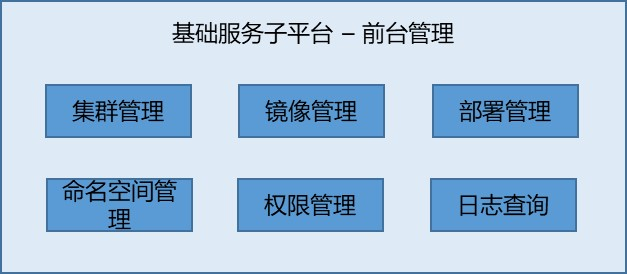 基础服务子平台 – 前台管理
集群管理
镜像管理
部署管理
命名空间管
理
权限管理
日志查询